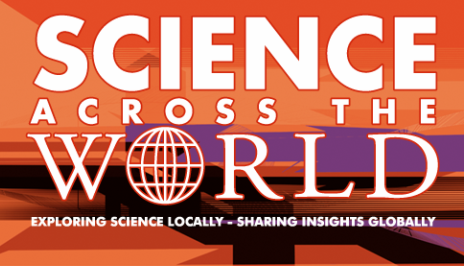 SCIENCE
ACROSS THE
WORLD
EXPLORING SCIENCE LOCALLY - SHARING INSIGHTS GLOBALLY